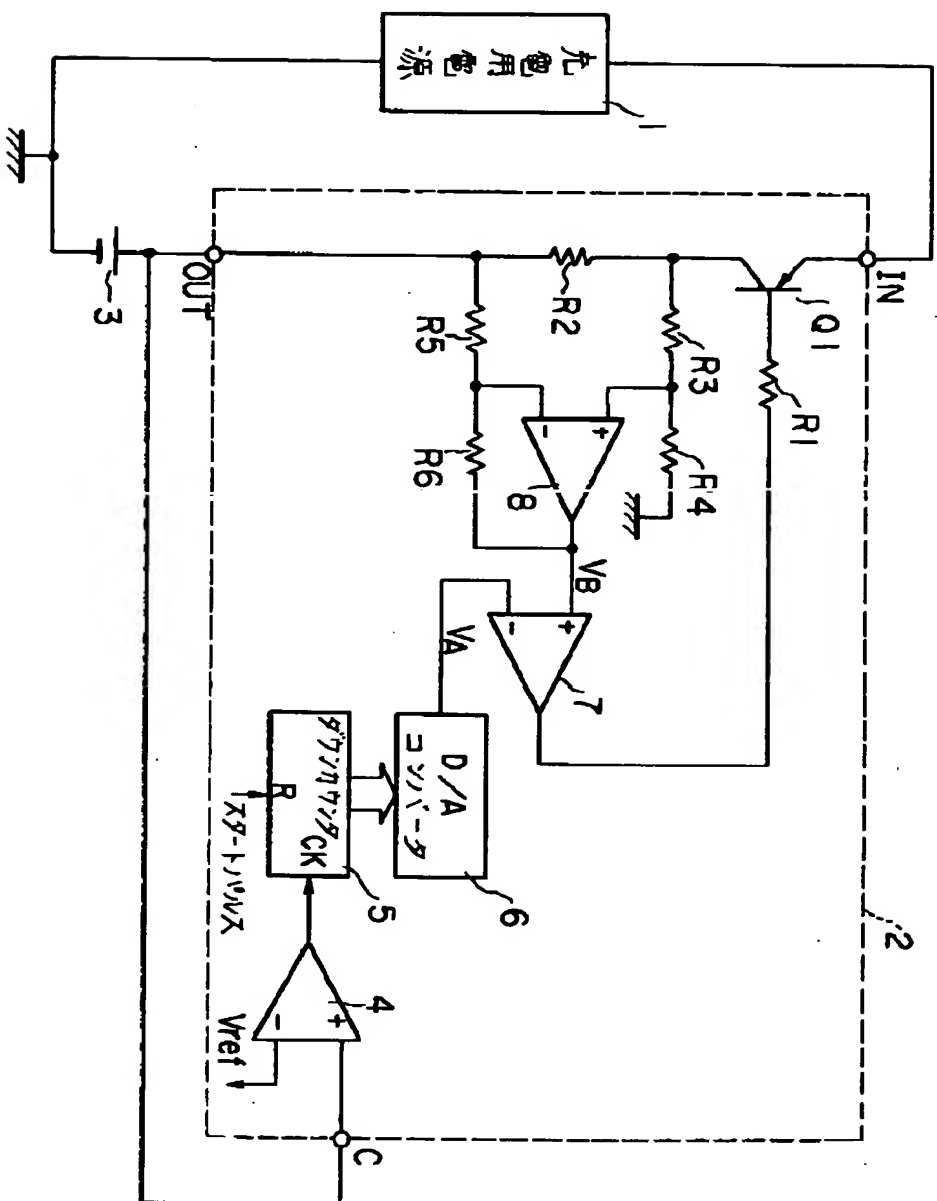 充電用
電源
1
IN
Q1
R1
R2
R3
R4
R5
R6
8
VB
7
VA
OUT
3
D/A
コンバータ
6
ダウンカウンタ
CK
R
5
スタートパルス
4
Vref
C
2
+
-
+
-
+
-